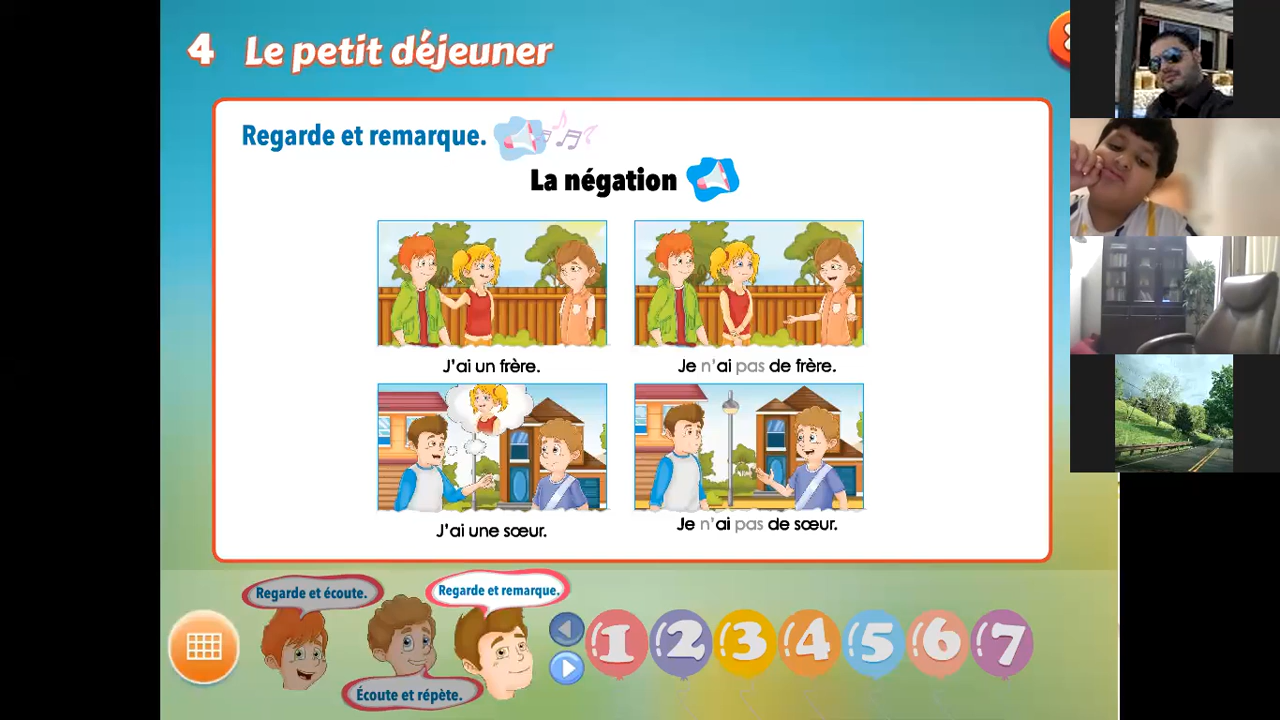 4 Le petit déjeuner
Regarde et remarque.
La négation
J'ai un frère.
Je n'ai pas de frère.
J'ai une sœur.
Je n'ai pas de sœur.
Regarde et écoute.
Regarde et remarque.
Écoute et répète.
1 2 3 4 5 6 7